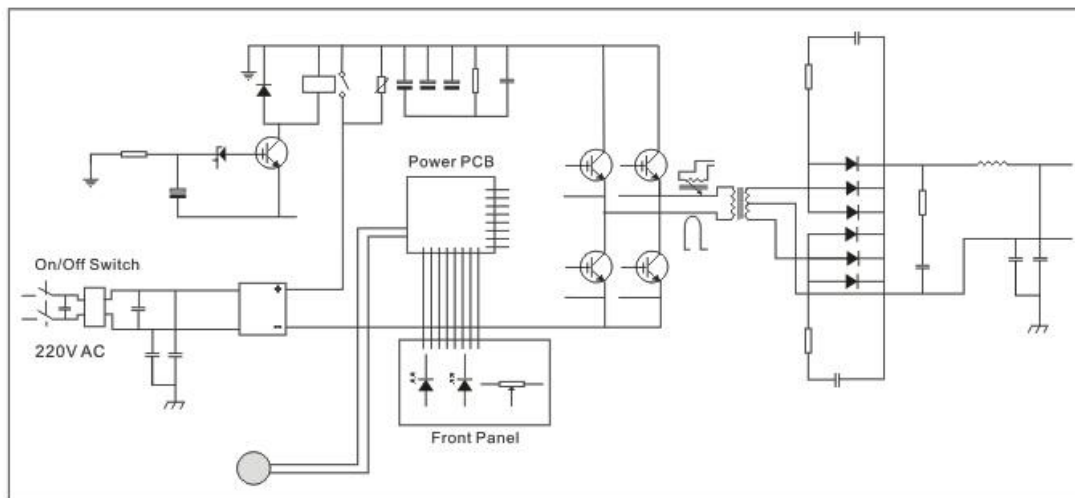 Power PCB
On/Off Switch
+
−
220V AC
Front Panel